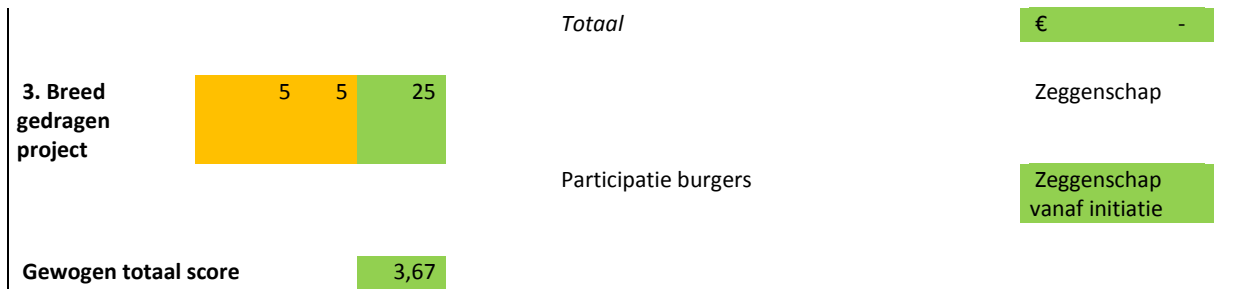 Totaal € -
3. Breed gedragen project 5 5 25 Zeggenschap
Participatie burgers Zeggenschap vanaf initiatie
Gewogen totaal score 3,67